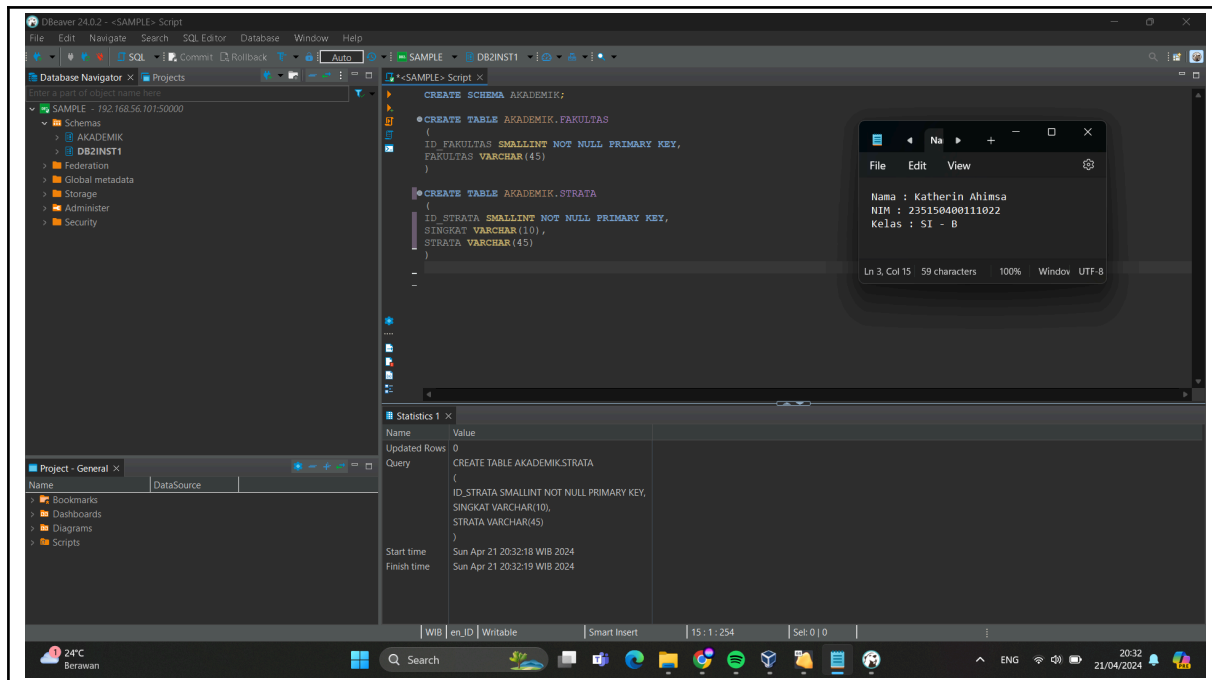 DBeaver 24.0.2 - <SAMPLE> Script
File Edit Navigate Search SQL Editor Database Window Help
SQL Commit Rollback Auto SAMPLE DB2INST1
Database Navigator Projects
Enter a part of object name here
SAMPLE - 192.168.56.101:50000
Schemas
AKADEMIK
DB2INST1
Federation
Global metadata
Storage
Administer
Security
*<SAMPLE> Script
CREATE SCHEMA AKADEMIK;
CREATE TABLE AKADEMIK.FAKULTAS
(
ID_FAKULTAS SMALLINT NOT NULL PRIMARY KEY,
FAKULTAS VARCHAR(45)
)
CREATE TABLE AKADEMIK.STRATA
(
ID_STRATA SMALLINT NOT NULL PRIMARY KEY,
SINGKAT VARCHAR(10),
STRATA VARCHAR(45)
)
Na
File Edit View
Nama : Katherin Ahimsa
NIM : 235150400111022
Kelas : SI - B
Ln 3, Col 15 59 characters 100% Window UTF-8
Statistics 1
Name Value
Updated Rows 0
Query CREATE TABLE AKADEMIK.STRATA
(
ID_STRATA SMALLINT NOT NULL PRIMARY KEY,
SINGKAT VARCHAR(10),
STRATA VARCHAR(45)
)
Start time Sun Apr 21 20:32:18 WIB 2024
Finish time Sun Apr 21 20:32:19 WIB 2024
Project - General
Name DataSource
Bookmarks
Dashboards
Diagrams
Scripts
WIB en_ID Writable Smart Insert 15 : 1 : 254 Sel: 0 | 0
1
24°C
Berawan
Search
ENG
20:32
21/04/2024
PRE